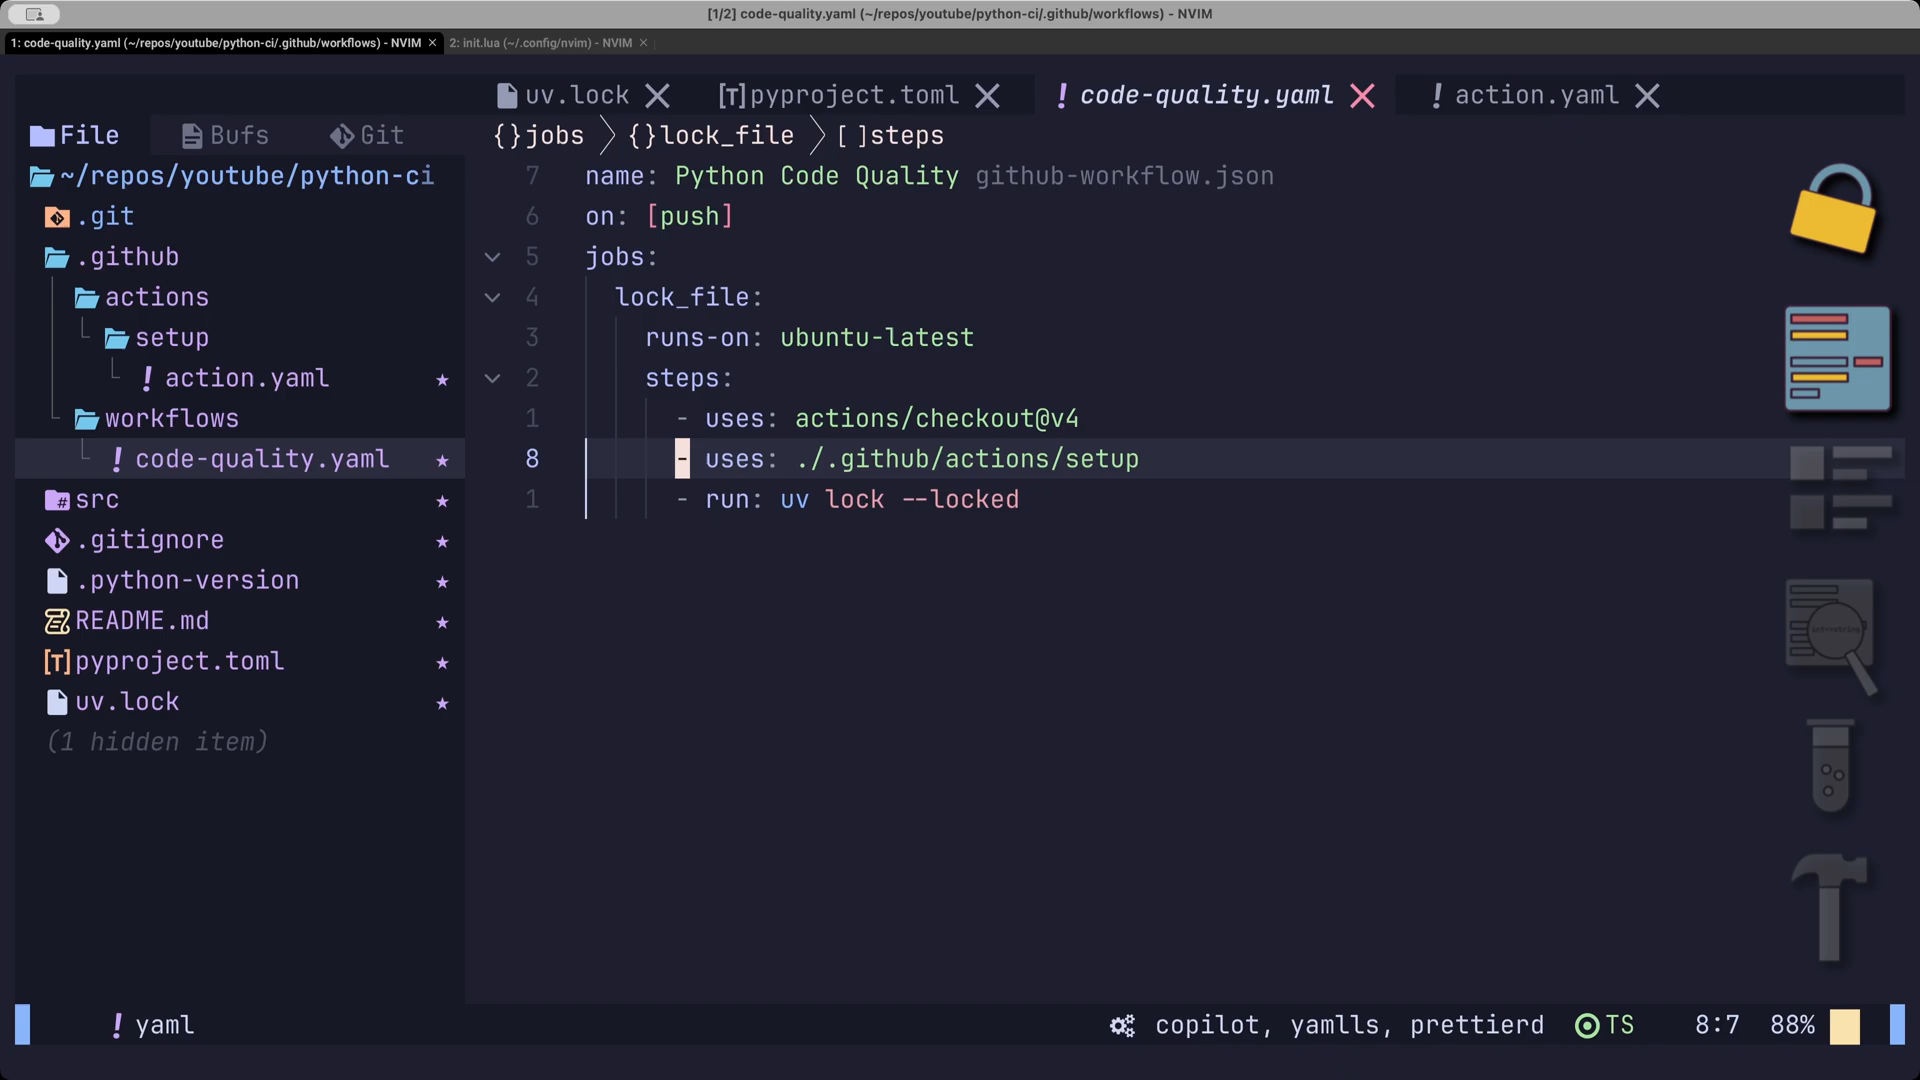 [1/2] code-quality.yaml (~/repos/youtube/python-ci/.github/workflows) - NVIM
1: code-quality.yaml (~/repos/youtube/python-ci/.github/workflows) - NVIM × 2: init.lua (~/.config/nvim) - NVIM ×
uv.lock [T]pyproject.toml ! code-quality.yaml ! action.yaml
File Bufs Git
{}jobs {}lock_file [ ]steps
~/repos/youtube/python-ci
.git
.github
actions
setup
! action.yaml ★
workflows
! code-quality.yaml ★
src ★
.gitignore ★
.python-version ★
README.md ★
[T]pyproject.toml ★
uv.lock ★
(1 hidden item)
7 name: Python Code Quality github-workflow.json
6 on: [push]
5 jobs:
4 lock_file:
3 runs-on: ubuntu-latest
2 steps:
1 - uses: actions/checkout@v4
8 - uses: ./.github/actions/setup
1 - run: uv lock --locked
! yaml copilot, yamlls, prettierd TS 8:7 88%